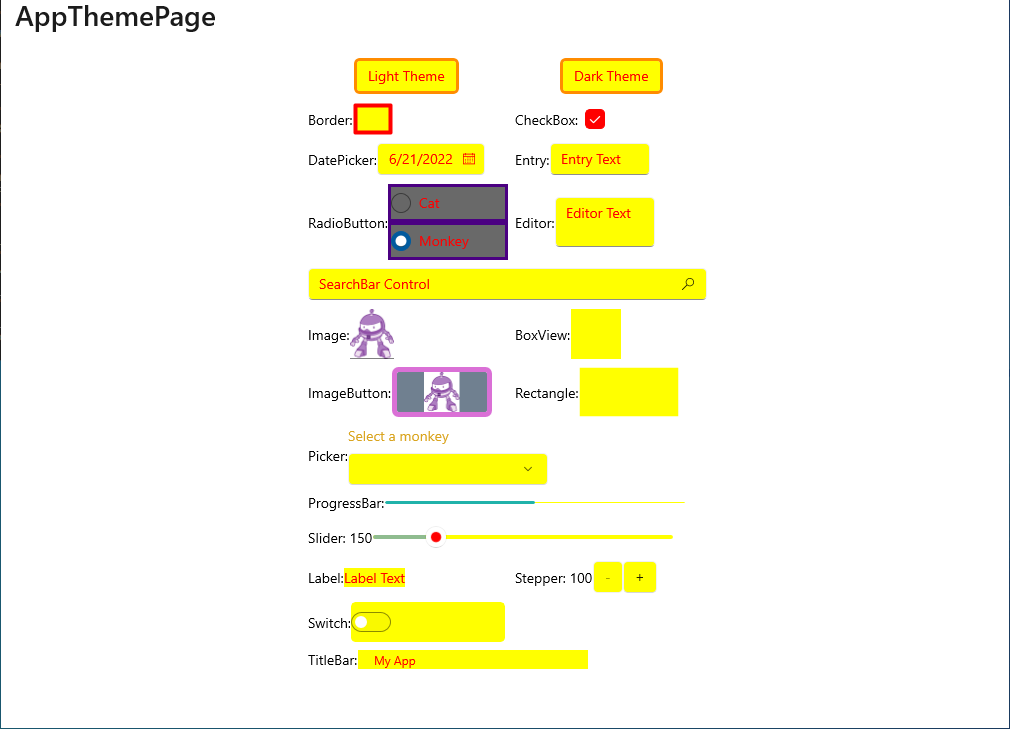 AppThemePage
Light Theme Dark Theme
Border: CheckBox:
DatePicker: 6/21/2022 Entry: Entry Text
RadioButton: Cat
Monkey
Editor: Editor Text
SearchBar Control
Image: BoxView:
ImageButton: Rectangle:
Select a monkey
Picker:
ProgressBar:
Slider: 150
Label:Label Text Stepper: 100 - +
Switch:
TitleBar: My App